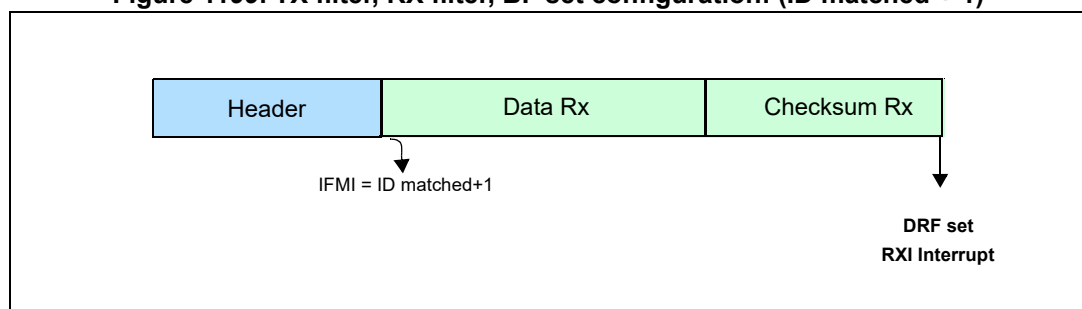 Header
Data Rx
Checksum Rx
IFMI = ID matched+1
DRF set
RXI Interrupt